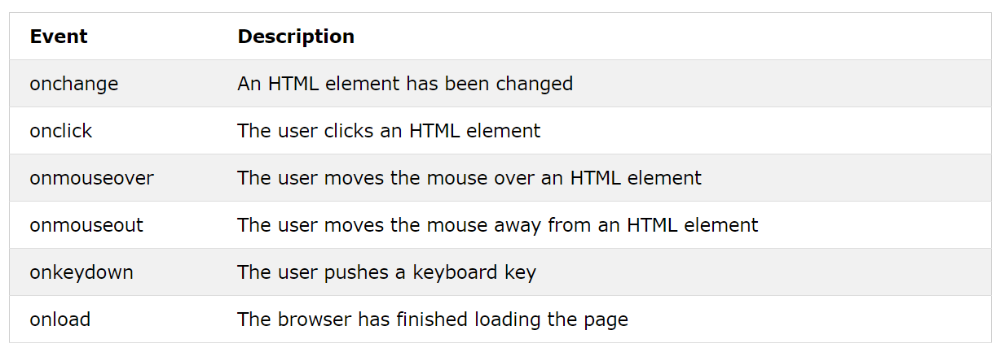 Event Description
onchange An HTML element has been changed
onclick The user clicks an HTML element
onmouseover The user moves the mouse over an HTML element
onmouseout The user moves the mouse away from an HTML element
onkeydown The user pushes a keyboard key
onload The browser has finished loading the page